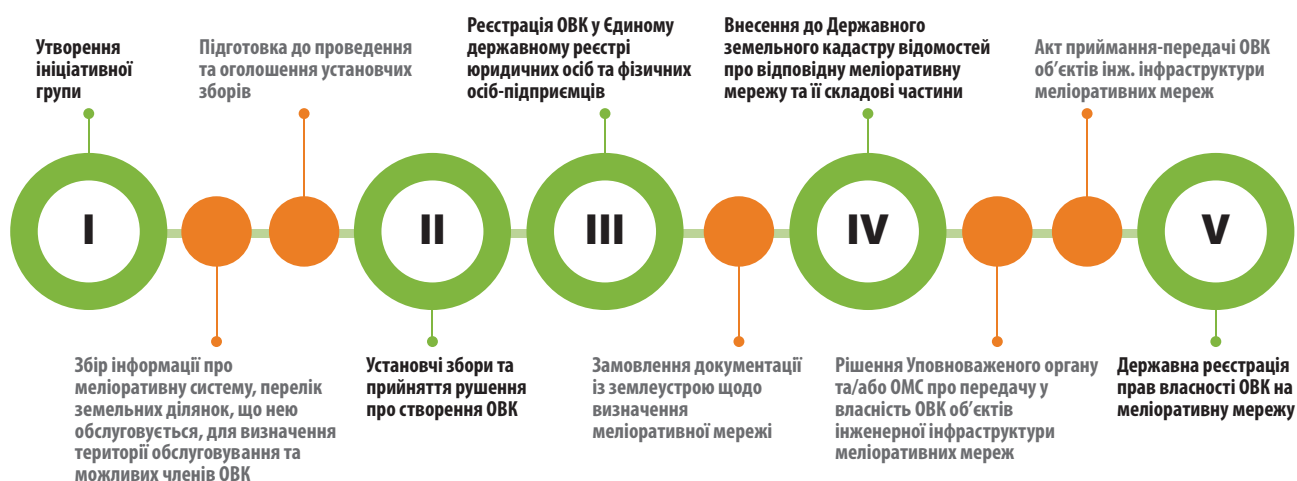 Утворення
ініціативної
групи
Підготовка до проведення
та оголошення установчих
зборів
Реєстрація ОВК у Єдиному
державному реєстрі
юридичних осіб та фізичних
осіб-підприємців
Внесення до Державного
земельного кадастру відомостей
про відповідну меліоративну
мережу та її складові частини
Акт приймання-передачі ОВК
об’єктів інж. інфраструктури
меліоративних мереж
I
II
III
IV
V
Збір інформації про
меліоративну систему, перелік
земельних ділянок, що нею
обслуговується, для визначення
території обслуговування та
можливих членів ОВК
Установчі збори та
прийняття рушення
про створення ОВК
Замовлення документації
із землеустрою щодо
визначення
меліоративної мережі
Рішення Уповноваженого органу
та/або ОМС про передачу у
власність ОВК об’єктів
інженерної інфраструктури
меліоративних мереж
Державна реєстрація
прав власності ОВК на
меліоративну мережу